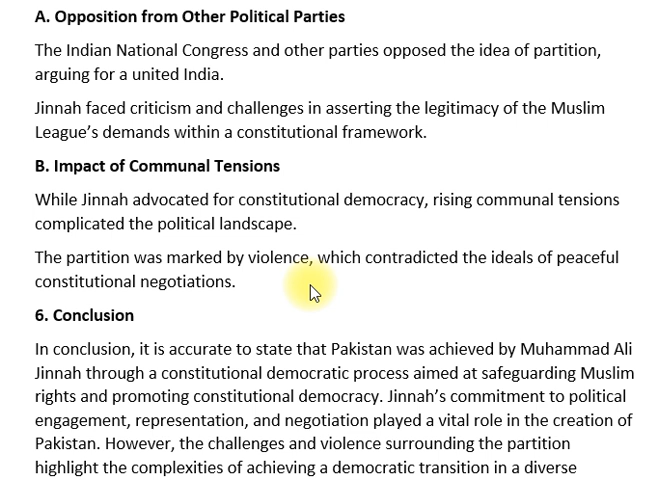 A. Opposition from Other Political Parties
The Indian National Congress and other parties opposed the idea of partition,
arguing for a united India.
Jinnah faced criticism and challenges in asserting the legitimacy of the Muslim
League’s demands within a constitutional framework.
B. Impact of Communal Tensions
While Jinnah advocated for constitutional democracy, rising communal tensions
complicated the political landscape.
The partition was marked by violence, which contradicted the ideals of peaceful
constitutional negotiations.
6. Conclusion
In conclusion, it is accurate to state that Pakistan was achieved by Muhammad Ali
Jinnah through a constitutional democratic process aimed at safeguarding Muslim
rights and promoting constitutional democracy. Jinnah’s commitment to political
engagement, representation, and negotiation played a vital role in the creation of
Pakistan. However, the challenges and violence surrounding the partition
highlight the complexities of achieving a democratic transition in a diverse